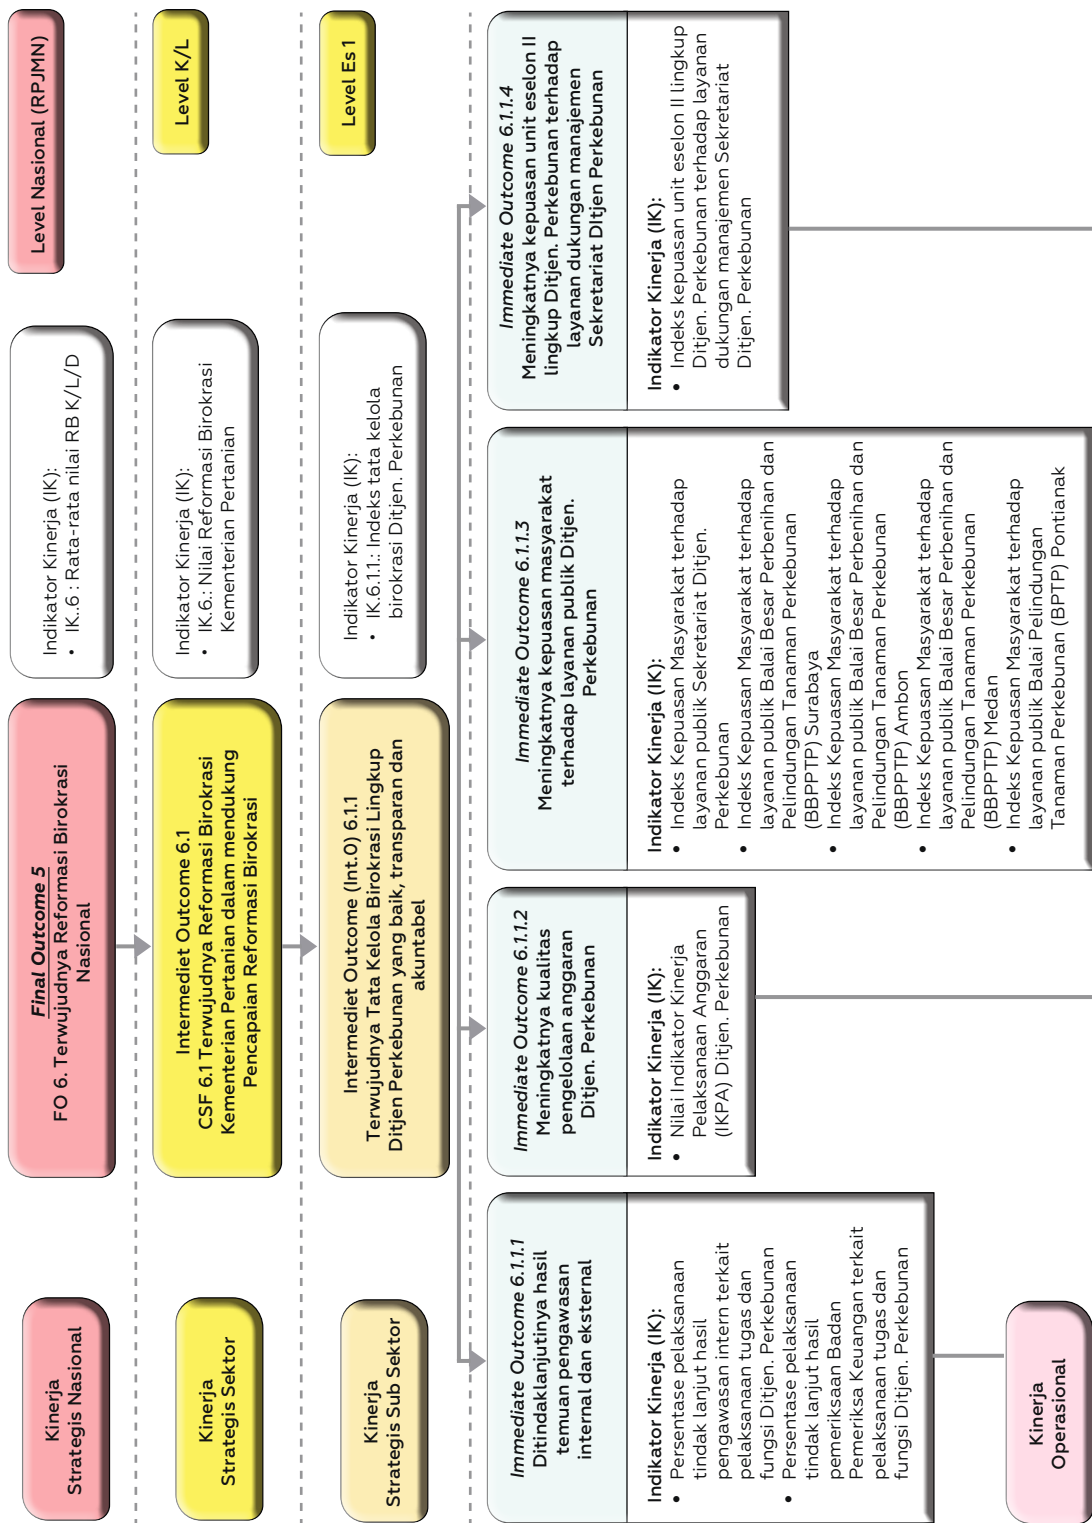 Kinerja
Strategis Nasional
Final Outcome 5
FO 6. Terwujudnya Reformasi Birokrasi
Nasional
Indikator Kinerja (IK):
• IK..6 : Rata-rata nilai RB K/L/D
Level Nasional (RPJMN)
Kinerja
Strategis Sektor
Intermediet Outcome 6.1
CSF 6.1 Terwujudnya Reformasi Birokrasi
Kementerian Pertanian dalam mendukung
Pencapaian Reformasi Birokrasi
Indikator Kinerja (IK):
• IK.6.: Nilai Reformasi Birokrasi
Kementerian Pertanian
Level K/L
Kinerja
Strategis Sub Sektor
Intermediet Outcome (Int.0) 6.1.1
Terwujudnya Tata Kelola Birokrasi Lingkup
Ditjen Perkebunan yang baik, transparan dan
akuntabel
Indikator Kinerja (IK):
• IK.6.1.1.: Indeks tata kelola
birokrasi Ditjen. Perkebunan
Level Es 1
Immediate Outcome 6.1.1.1
Ditindaklanjutinya hasil
temuan pengawasan
internal dan eksternal
Indikator Kinerja (IK):
• Persentase pelaksanaan
tindak lanjut hasil
pengawasan intern terkait
pelaksanaan tugas dan
fungsi Ditjen. Perkebunan
• Persentase pelaksanaan
tindak lanjut hasil
pemeriksaan Badan
Pemeriksa Keuangan terkait
pelaksanaan tugas dan
fungsi Ditjen. Perkebunan
Immediate Outcome 6.1.1.2
Meningkatnya kualitas
pengelolaan anggaran
Ditjen. Perkebunan
Indikator Kinerja (IK):
• Nilai Indikator Kinerja
Pelaksanaan Anggaran
(IKPA) Ditjen. Perkebunan
Immediate Outcome 6.1.1.3
Meningkatnya kepuasan masyarakat
terhadap layanan publik Ditjen.
Perkebunan
Indikator Kinerja (IK):
• Indeks Kepuasan Masyarakat terhadap
layanan publik Sekretariat Ditjen.
Perkebunan
• Indeks Kepuasan Masyarakat terhadap
layanan publik Balai Besar Perbenihan dan
Pelindungan Tanaman Perkebunan
(BBPPTP) Surabaya
• Indeks Kepuasan Masyarakat terhadap
layanan publik Balai Besar Perbenihan dan
Pelindungan Tanaman Perkebunan
(BBPPTP) Ambon
• Indeks Kepuasan Masyarakat terhadap
layanan publik Balai Besar Perbenihan dan
Pelindungan Tanaman Perkebunan
(BBPPTP) Medan
• Indeks Kepuasan Masyarakat terhadap
layanan publik Balai Pelindungan
Tanaman Perkebunan (BPTP) Pontianak
Immediate Outcome 6.1.1.4
Meningkatnya kepuasan unit eselon II
lingkup Ditjen. Perkebunan terhadap
layanan dukungan manajemen
Sekretariat DItjen Perkebunan
Indikator Kinerja (IK):
• Indeks kepuasan unit eselon II lingkup
Ditjen. Perkebunan terhadap layanan
dukungan manajemen Sekretariat
Ditjen. Perkebunan
Kinerja
Operasional